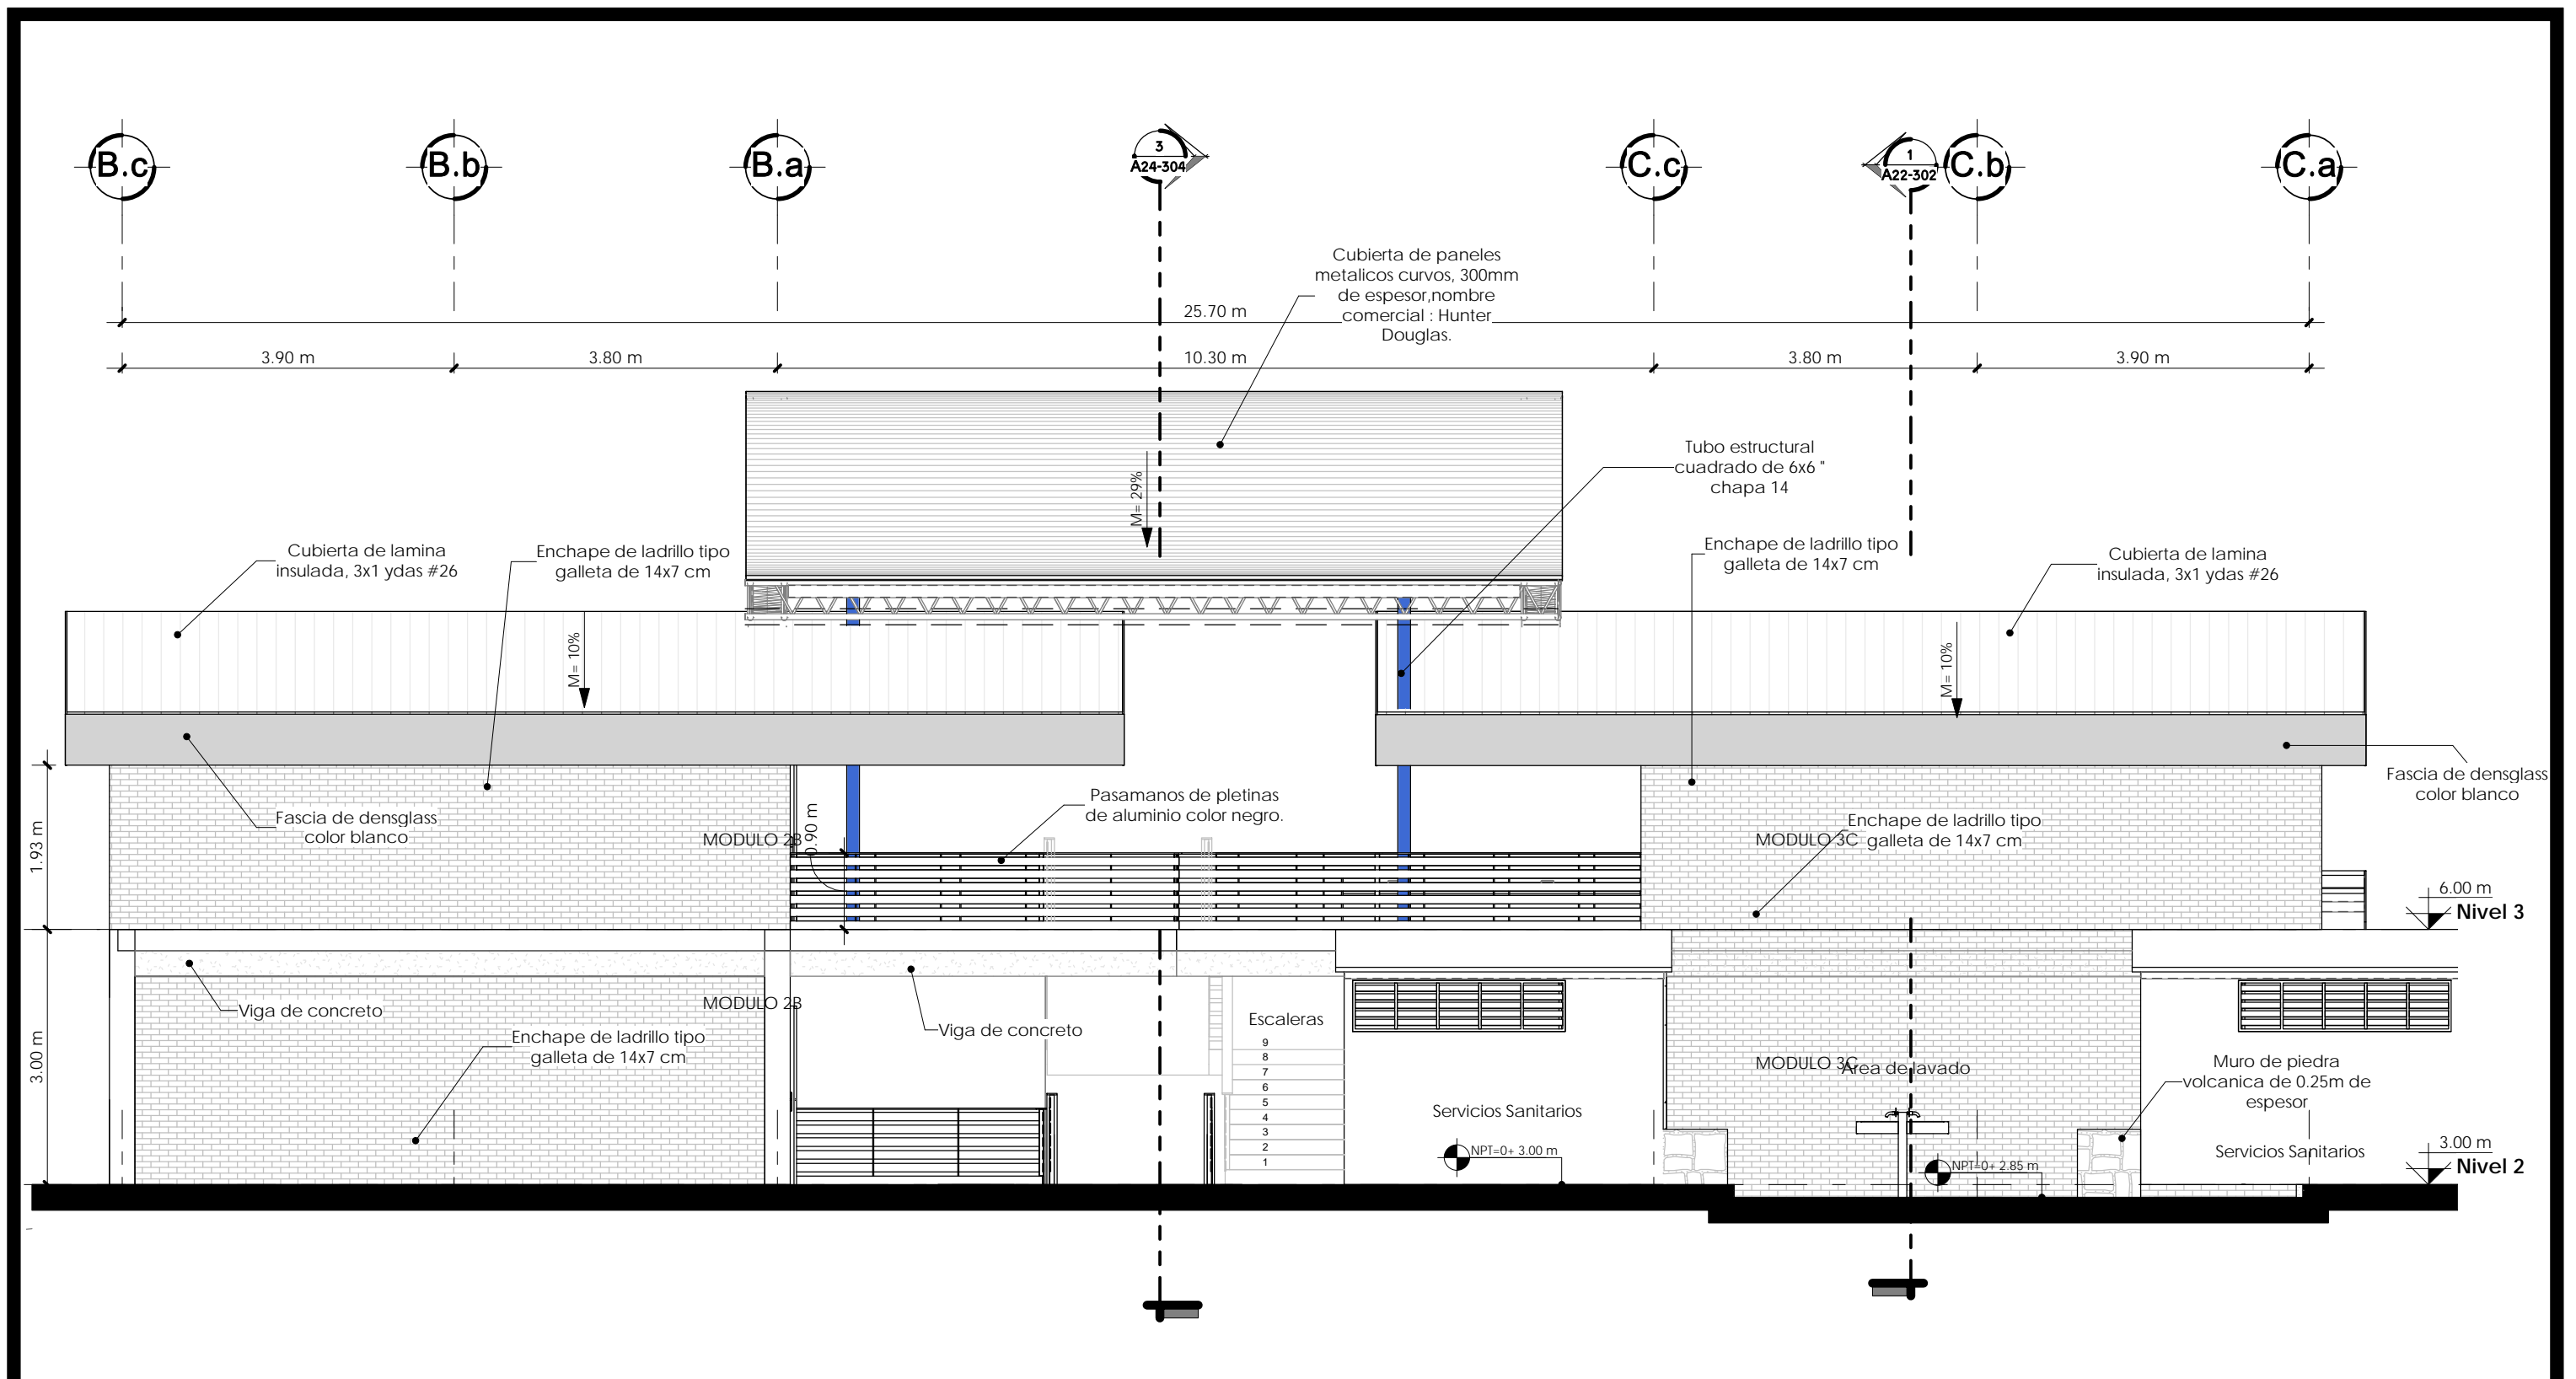 B.c
B.b
B.a
3
A24-304
C.c
1
A22-302
C.b
C.a
Cubierta de paneles
metalicos curvos, 300mm
de espesor,nombre
comercial : Hunter
Douglas.
25.70 m
3.90 m
3.80 m
10.30 m
3.80 m
3.90 m
M= 29%
Tubo estructural
cuadrado de 6x6 "
chapa 14
Cubierta de lamina
insulada, 3x1 ydas #26
Enchape de ladrillo tipo
galleta de 14x7 cm
Enchape de ladrillo tipo
galleta de 14x7 cm
Cubierta de lamina
insulada, 3x1 ydas #26
M= 10%
M= 10%
Fascia de densglass
color blanco
Fascia de densglass
color blanco
Pasamanos de pletinas
de aluminio color negro.
1.93 m
MODULO 2B
0.90 m
Enchape de ladrillo tipo
galleta de 14x7 cm
MODULO 3C
6.00 m
Nivel 3
Viga de concreto
MODULO 2B
Viga de concreto
Enchape de ladrillo tipo
galleta de 14x7 cm
3.00 m
Escaleras
9
8
7
6
5
4
3
2
1
Servicios Sanitarios
NPT=0+ 3.00 m
MODULO 3C
Area de lavado
NPT=0+ 2.85 m
Muro de piedra
volcanica de 0.25m de
espesor
Servicios Sanitarios
3.00 m
Nivel 2